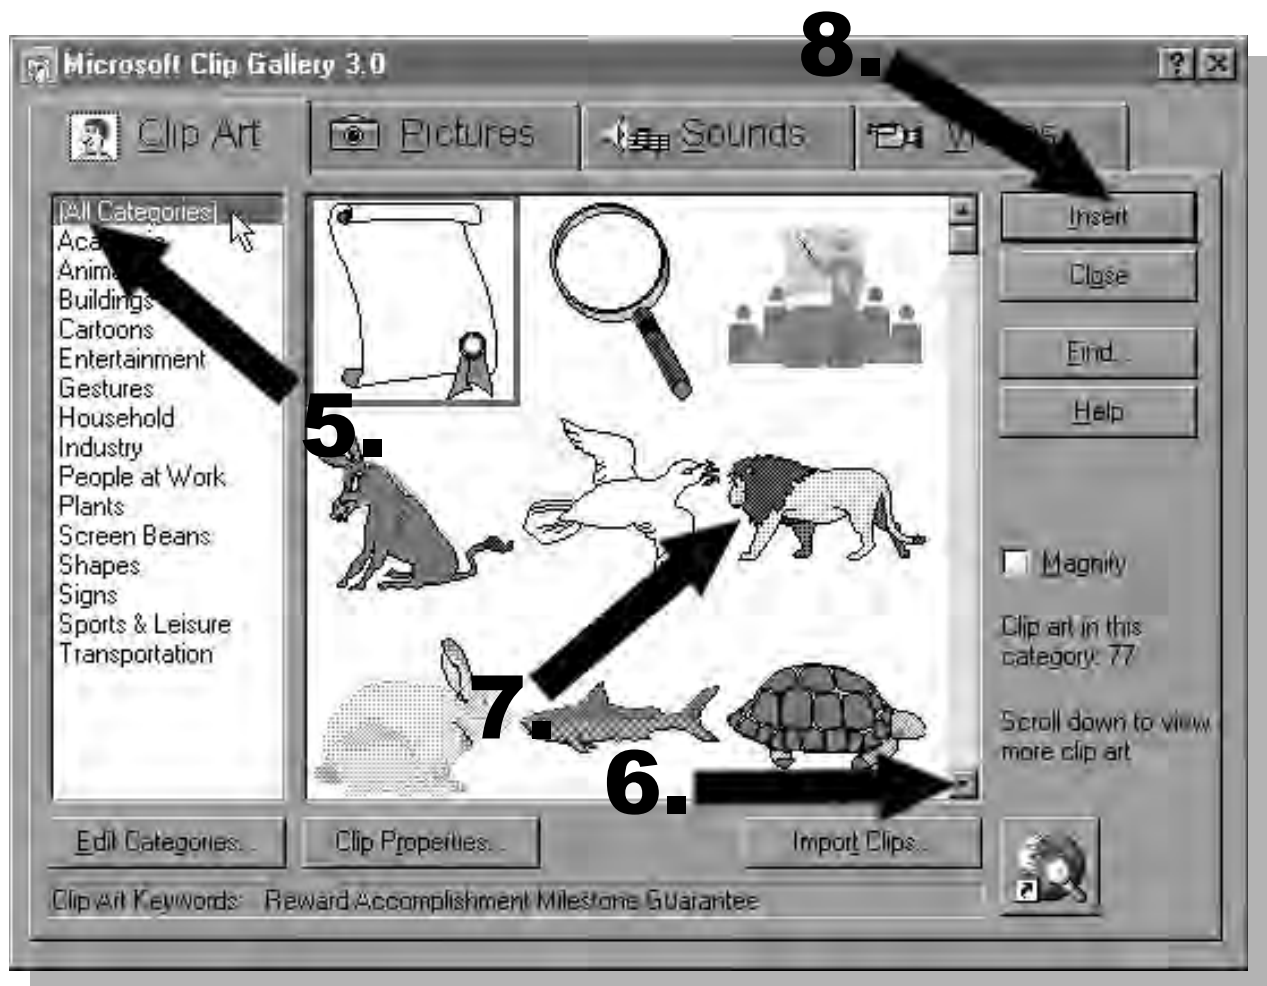 8.
Microsoft Clip Gallery 3.0
Clip Art
Pictures
Sounds
[All Categories]
Buildings
Cartoons
Entertainment
Gestures
Household
Industry
People at Work
Plants
Screen Beans
Shapes
Signs
Sports & Leisure
Transportation
5.
7.
6.
Insert
Close
Find...
Help
Magnify
Clip art in this
category: 77
Scroll down to view
more clip art
Edit Categories...
Clip Properties...
Import Clips...
Clip Art Keywords: Reward Accomplishment Milestone Guarantee